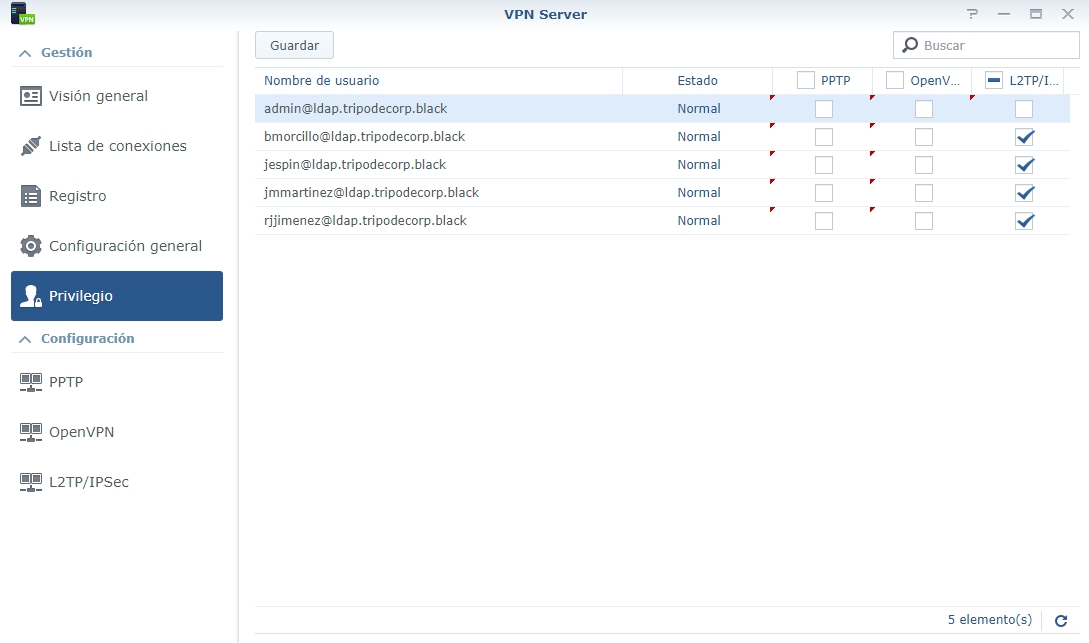 VPN
VPN Server
Gestión
Visión general
Lista de conexiones
Registro
Configuración general
Privilegio
Configuración
PPTP
OpenVPN
L2TP/IPSec
Guardar
Buscar
Nombre de usuario Estado PPTP OpenV... L2TP/I...
admin@ldap.tripodecorp.black Normal
bmorcillo@ldap.tripodecorp.black Normal
jespin@ldap.tripodecorp.black Normal
jmmartinez@ldap.tripodecorp.black Normal
rjjimenez@ldap.tripodecorp.black Normal
5 elemento(s)